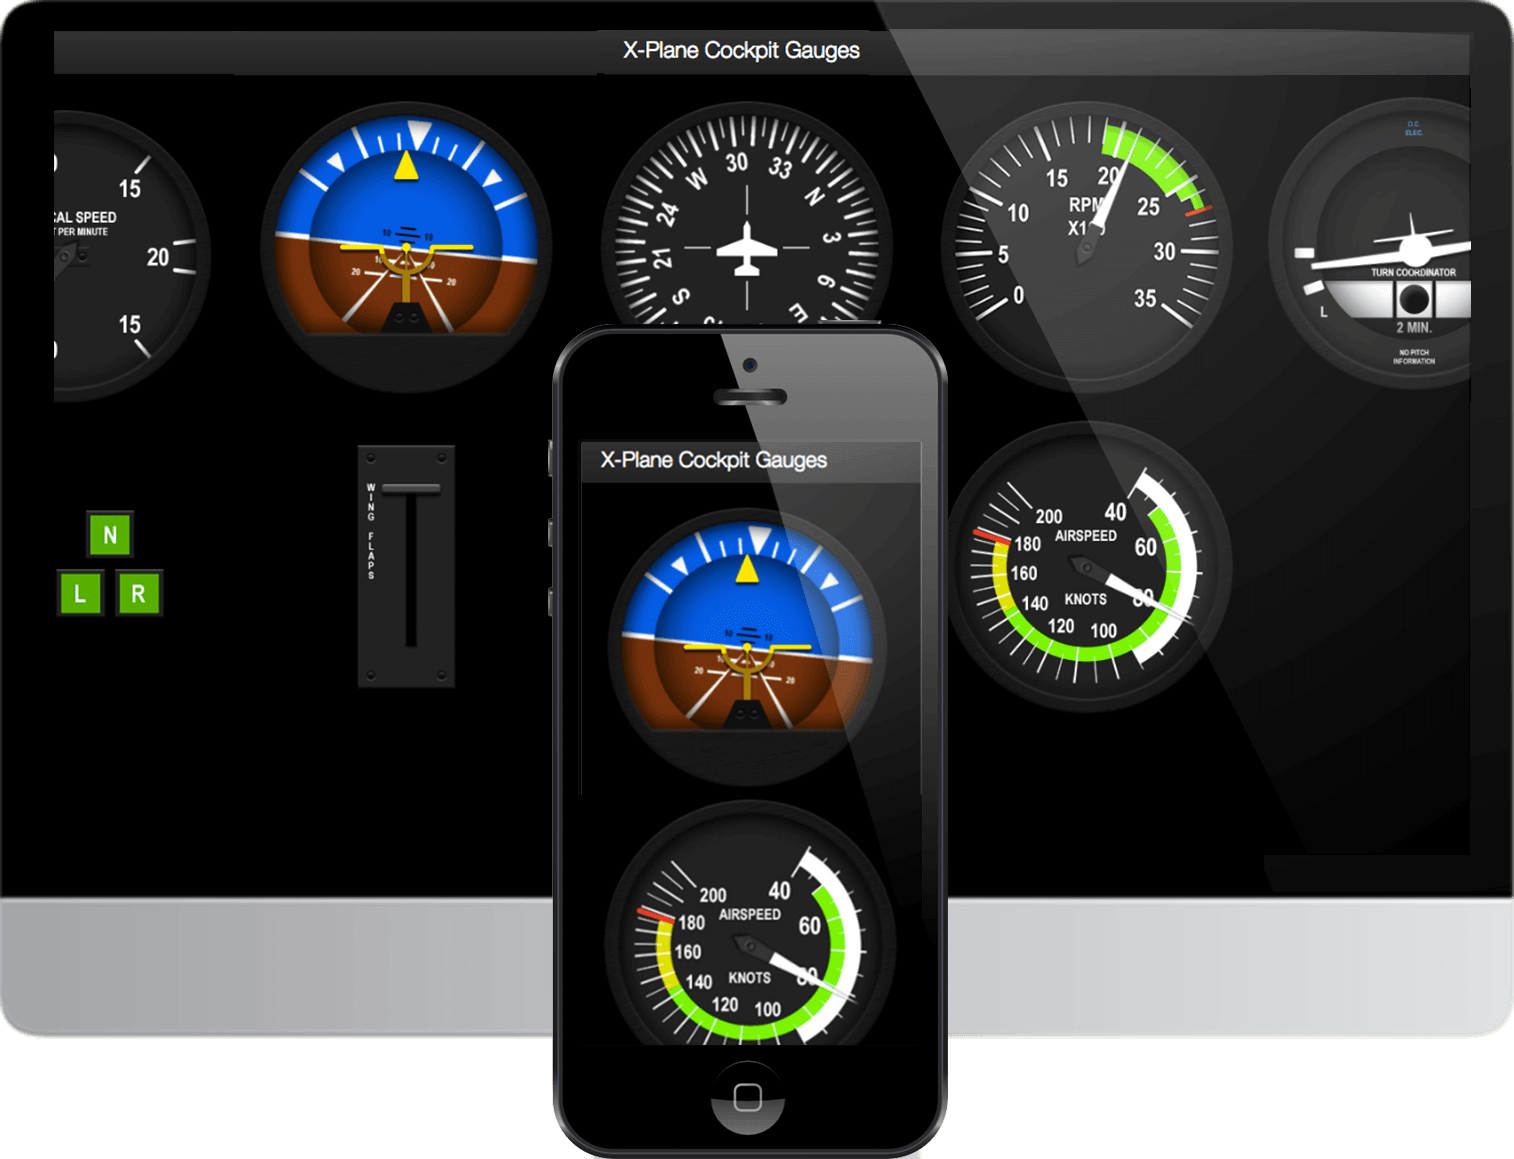 X-Plane Cockpit Gauges
15
CAL SPEED
T PER MINUTE
20
15
10 10
20
20
30
33
N
3
6
E
S
21
24
W
0
5
10
15
20
25
30
35
RPM
D.C.
ELEC.
TURN COORDINATOR
L
2 MIN.
NO PITCH
INFORMATION
N
L R
WING FLAPS
40
60
80
100
120
140
160
180
200
AIRSPEED
KNOTS
X-Plane Cockpit Gauges
10 10
10 10
20
20
40
60
80
100
120
140
160
180
200
AIRSPEED
KNOTS